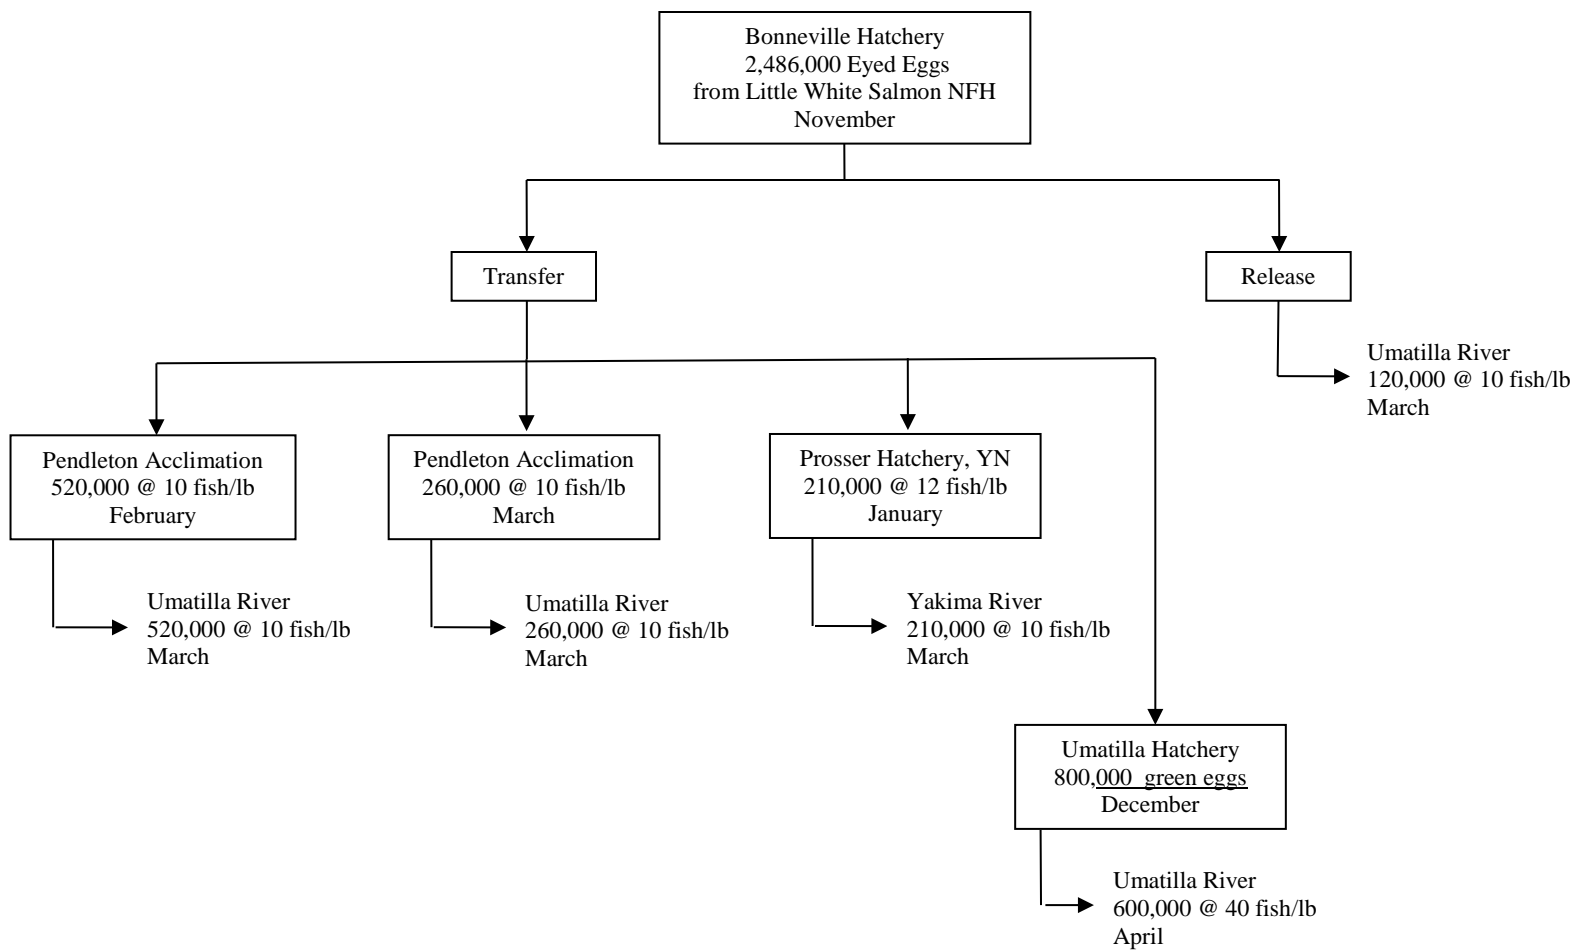 Bonneville Hatchery
2,486,000 Eyed Eggs
from Little White Salmon NFH
November
Transfer
Release
Umatilla River
120,000 @ 10 fish/lb
March
Pendleton Acclimation
520,000 @ 10 fish/lb
February
Pendleton Acclimation
260,000 @ 10 fish/lb
March
Prosser Hatchery, YN
210,000 @ 12 fish/lb
January
Umatilla River
520,000 @ 10 fish/lb
March
Umatilla River
260,000 @ 10 fish/lb
March
Yakima River
210,000 @ 10 fish/lb
March
Umatilla Hatchery
800,000  green eggs
December
Umatilla River
600,000 @ 40 fish/lb
April